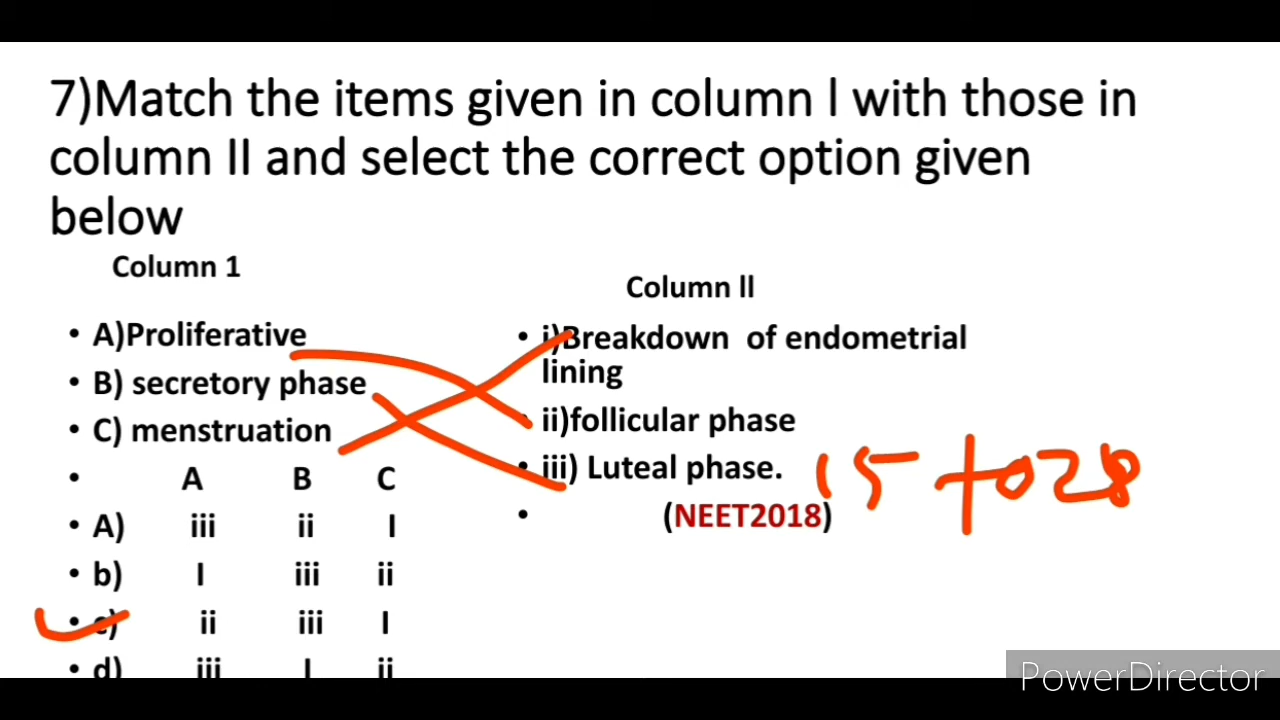 7)Match the items given in column l with those in
column II and select the correct option given
below
Column 1
Column ll
• A)Proliferative
• B) secretory phase
• C) menstruation
• i)Breakdown of endometrial
lining
• ii)follicular phase
• iii) Luteal phase. 15 to 28
• (NEET2018)
• A B C
• A) iii ii I
• b) I iii ii
• c) ii iii I
• d) iii I ii
PowerDirector